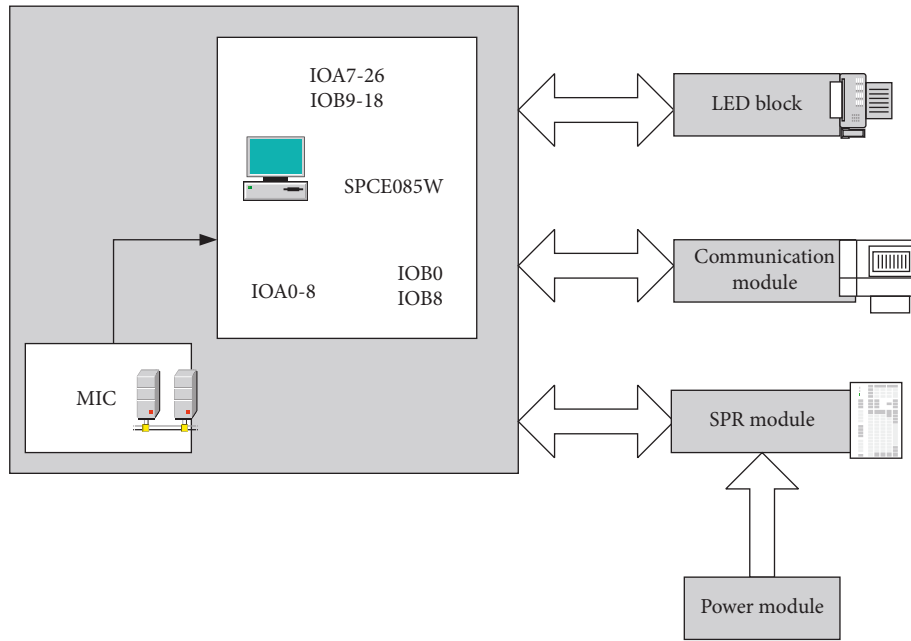 IOA7-26
IOB9-18
SPCE085W
IOA0-8
IOB0
IOB8
MIC
LED block
Communication
module
SPR module
Power module